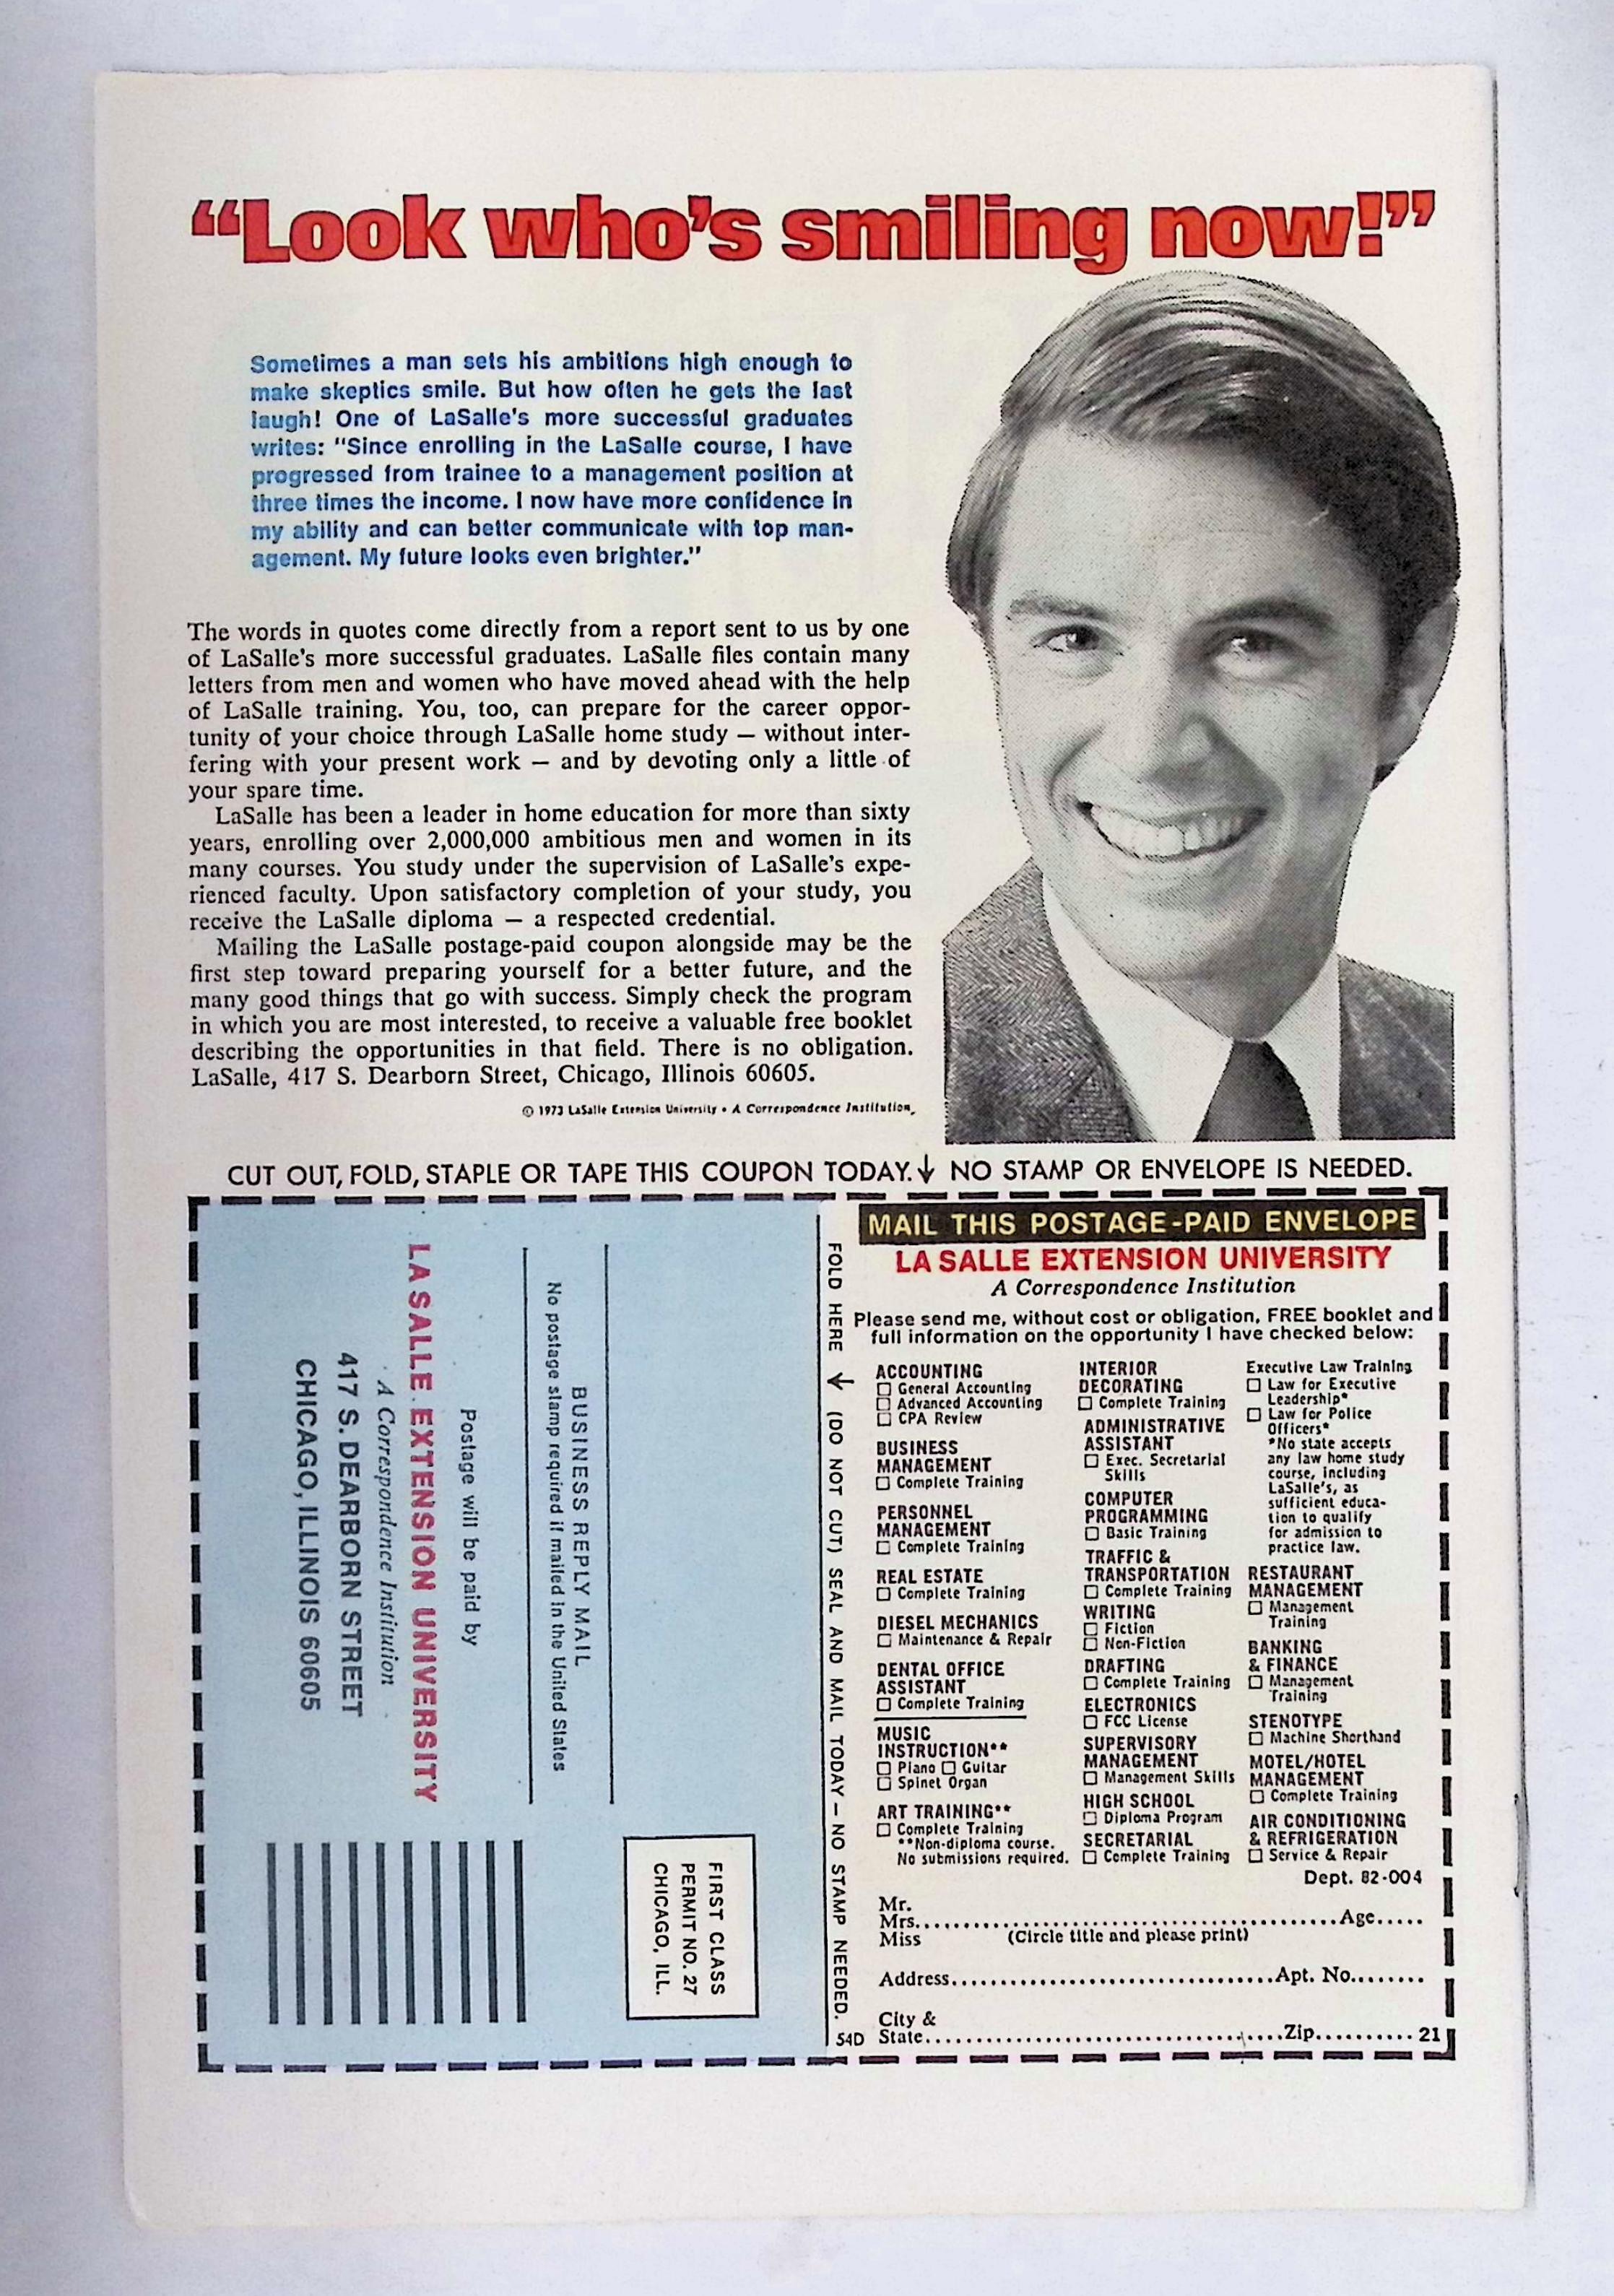 “Look who’s smiling now!”
Sometimes a man sets his ambitions high enough to
make skeptics smile. But how often he gets the last
laugh! One of LaSalle's more successful graduates
writes: "Since enrolling in the LaSalle course, I have
progressed from trainee to a management position at
three times the income. I now have more confidence in
my ability and can better communicate with top man-
agement. My future looks even brighter."
The words in quotes come directly from a report sent to us by one
of LaSalle's more successful graduates. LaSalle files contain many
letters from men and women who have moved ahead with the help
of LaSalle training. You, too, can prepare for the career oppor-
tunity of your choice through LaSalle home study — without inter-
fering with your present work — and by devoting only a little of
your spare time.
LaSalle has been a leader in home education for more than sixty
years, enrolling over 2,000,000 ambitious men and women in its
many courses. You study under the supervision of LaSalle's expe-
rienced faculty. Upon satisfactory completion of your study, you
receive the LaSalle diploma — a respected credential.
Mailing the LaSalle postage-paid coupon alongside may be the
first step toward preparing yourself for a better future, and the
many good things that go with success. Simply check the program
in which you are most interested, to receive a valuable free booklet
describing the opportunities in that field. There is no obligation.
LaSalle, 417 S. Dearborn Street, Chicago, Illinois 60605.
© 1973 LaSalle Extension University • A Correspondence Institution.
CUT OUT, FOLD, STAPLE OR TAPE THIS COUPON TODAY.↓ NO STAMP OR ENVELOPE IS NEEDED.
FIRST CLASS
PERMIT NO. 27
CHICAGO, ILL.
BUSINESS REPLY MAIL
No postage stamp required if mailed in the United States
Postage will be paid by
LA SALLE EXTENSION UNIVERSITY
A Correspondence Institution
417 S. DEARBORN STREET
CHICAGO, ILLINOIS 60605
FOLD HERE ↓ (DO NOT CUT) SEAL AND MAIL TODAY – NO STAMP NEEDED.
MAIL THIS POSTAGE-PAID ENVELOPE
LA SALLE EXTENSION UNIVERSITY
A Correspondence Institution
Please send me, without cost or obligation, FREE booklet and
full information on the opportunity I have checked below:
ACCOUNTING
☐ General Accounting
☐ Advanced Accounting
☐ CPA Review
BUSINESS
MANAGEMENT
☐ Complete Training
PERSONNEL
MANAGEMENT
☐ Complete Training
REAL ESTATE
☐ Complete Training
DIESEL MECHANICS
☐ Maintenance & Repair
DENTAL OFFICE
ASSISTANT
☐ Complete Training
MUSIC
INSTRUCTION**
☐ Piano ☐ Guitar
☐ Spinet Organ
ART TRAINING**
☐ Complete Training
**Non-diploma course.
No submissions required.
INTERIOR
DECORATING
☐ Complete Training
ADMINISTRATIVE
ASSISTANT
☐ Exec. Secretarial
Skills
COMPUTER
PROGRAMMING
☐ Basic Training
TRAFFIC &
TRANSPORTATION
☐ Complete Training
WRITING
☐ Fiction
☐ Non-Fiction
DRAFTING
☐ Complete Training
ELECTRONICS
☐ FCC License
SUPERVISORY
MANAGEMENT
☐ Management Skills
HIGH SCHOOL
☐ Diploma Program
SECRETARIAL
☐ Complete Training
Executive Law Training
☐ Law for Executive
Leadership*
☐ Law for Police
Officers*
*No state accepts
any law home study
course, including
LaSalle's, as
sufficient educa-
tion to qualify
for admission to
practice law.
RESTAURANT
MANAGEMENT
☐ Management
Training
BANKING
& FINANCE
☐ Management
Training
STENOTYPE
☐ Machine Shorthand
MOTEL/HOTEL
MANAGEMENT
☐ Complete Training
AIR CONDITIONING
& REFRIGERATION
☐ Service & Repair
Dept. 82-004
Mr.
Mrs. ........ Age.....
Miss (Circle title and please print)
Address ........ Apt. No........
City &
54D State ........ Zip .......... 21